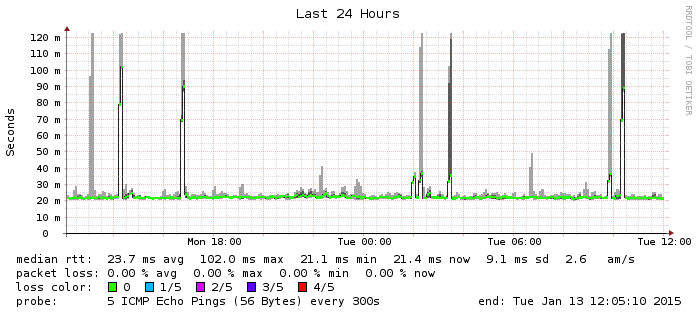 Last 24 Hours
RRDTOOL / TOBI OETIKER
Seconds
120 m
110 m
100 m
90 m
80 m
70 m
60 m
50 m
40 m
30 m
20 m
10 m
0
Mon 18:00 Tue 00:00 Tue 06:00 Tue 12:00
median rtt: 23.7 ms avg 102.0 ms max 21.1 ms min 21.4 ms now 9.1 ms sd 2.6 am/s
packet loss: 0.00 % avg 0.00 % max 0.00 % min 0.00 % now
loss color: 0 1/5 2/5 3/5 4/5
probe: 5 ICMP Echo Pings (56 Bytes) every 300s end: Tue Jan 13 12:05:10 2015